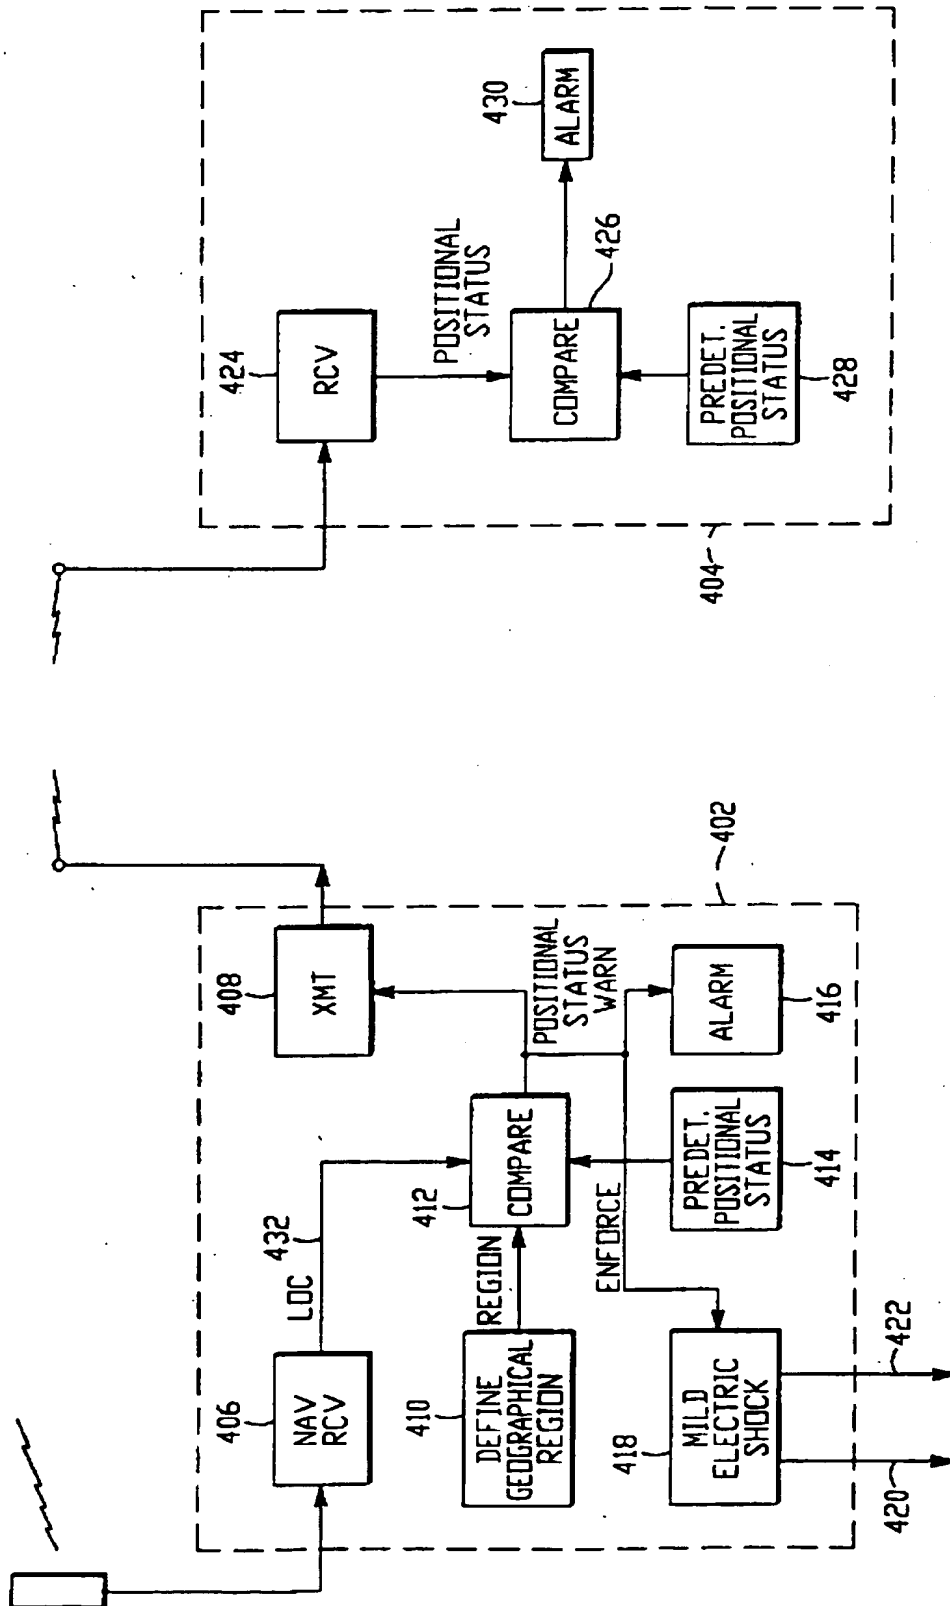 406
NAV
RCV
LOC
432
408
XMT
410
DEFINE
GEOGRAPHICAL
REGION
REGION
412
COMPARE
POSITIONAL
STATUS
WARN
ENFORCE
418
MILD
ELECTRIC
SHOCK
PREDET.
POSITIONAL
STATUS
414
ALARM
416
402
420
422
424
RCV
POSITIONAL
STATUS
COMPARE
426
430
ALARM
PREDET.
POSITIONAL
STATUS
428
404